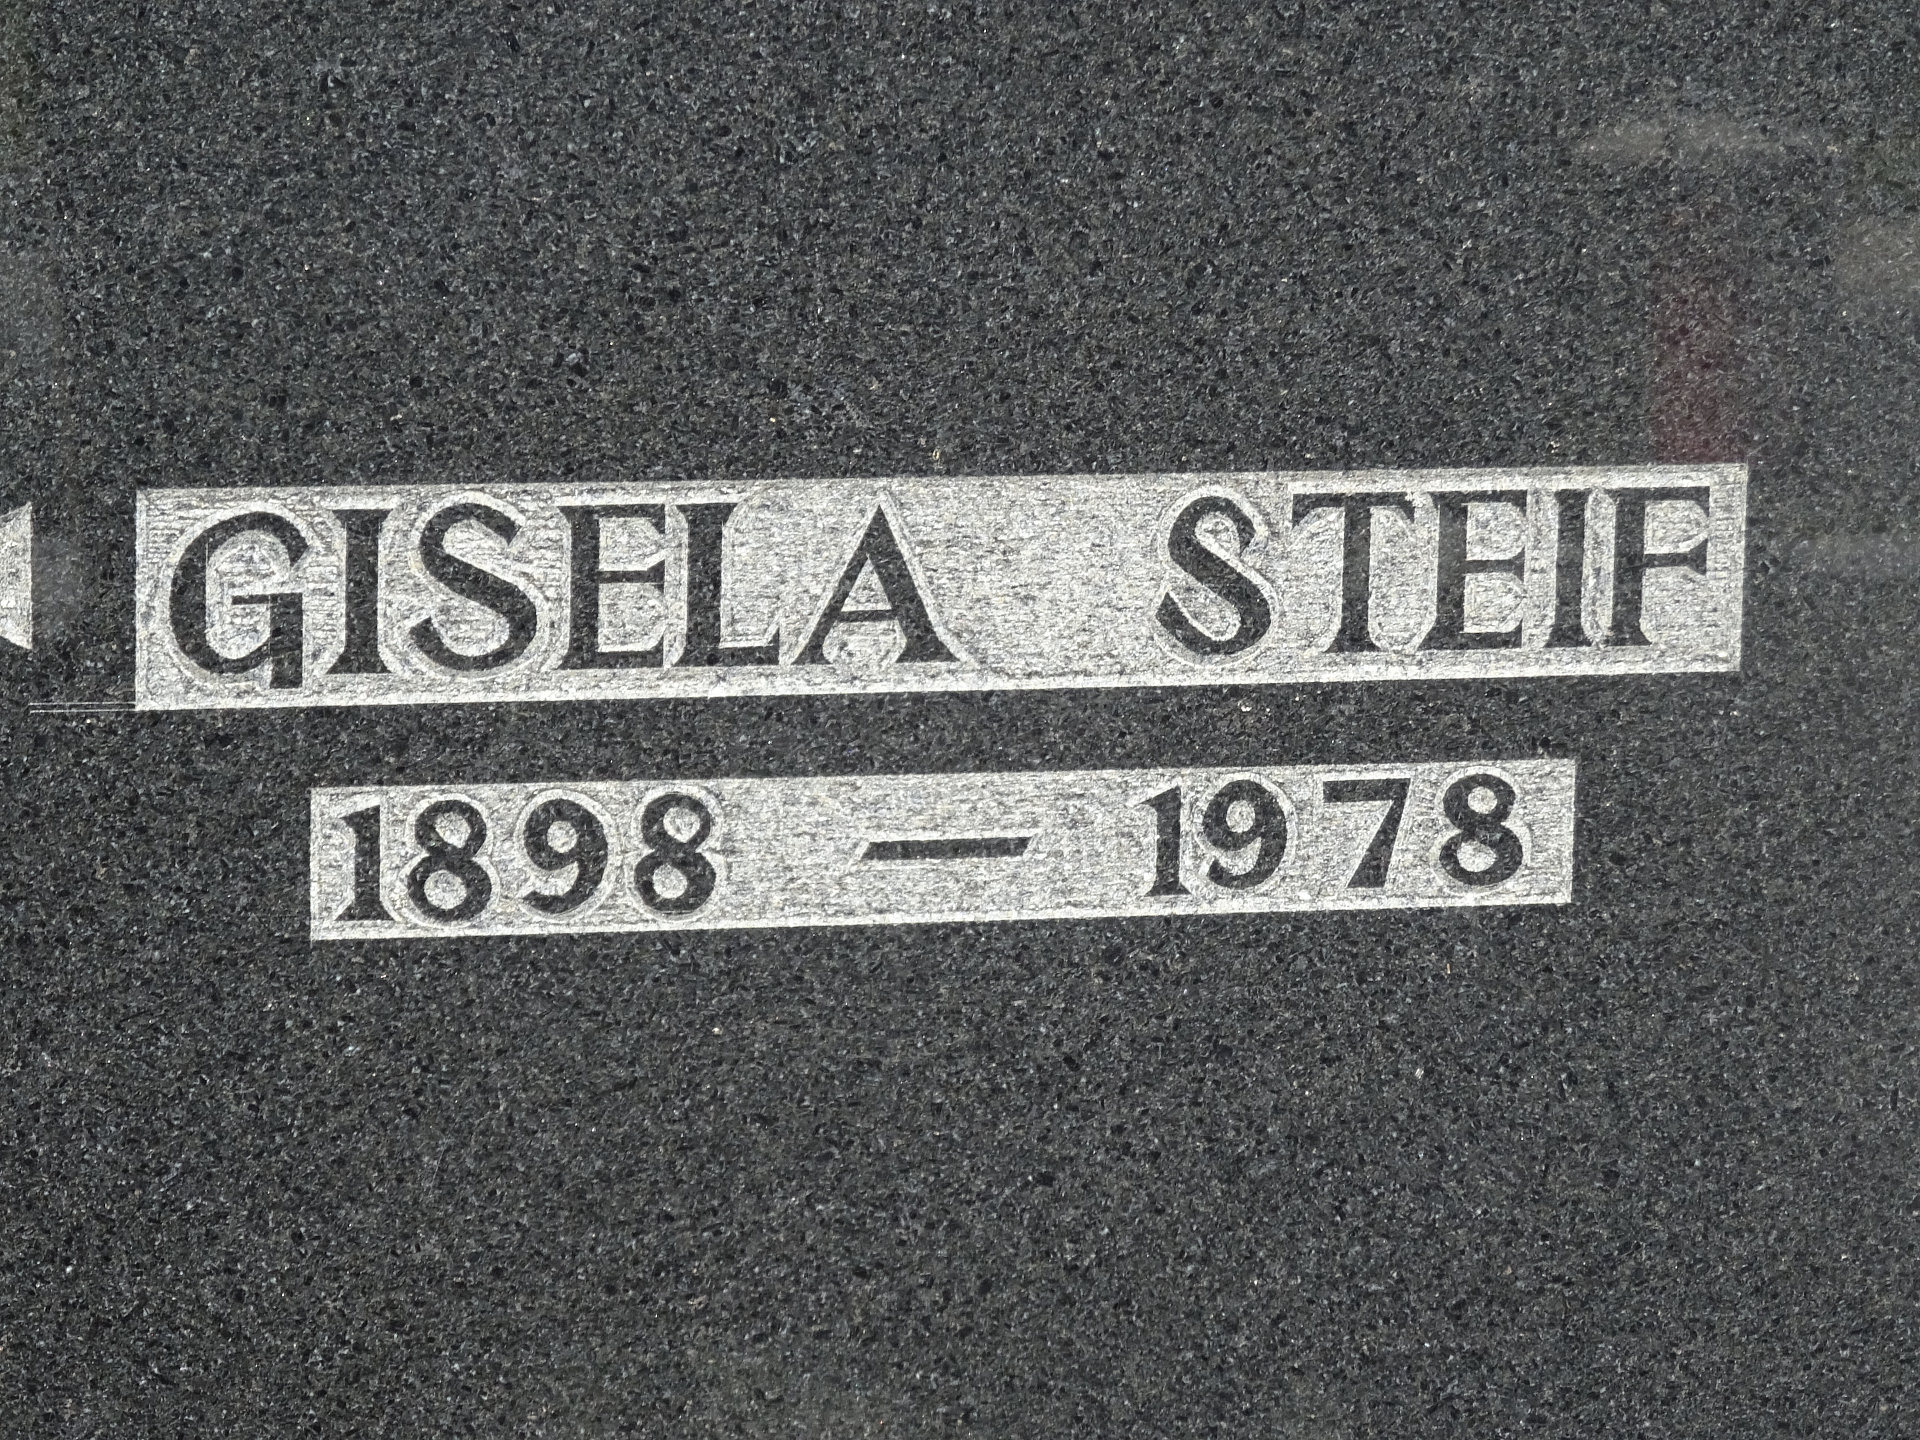 GISELA STEIF
1898 — 1978